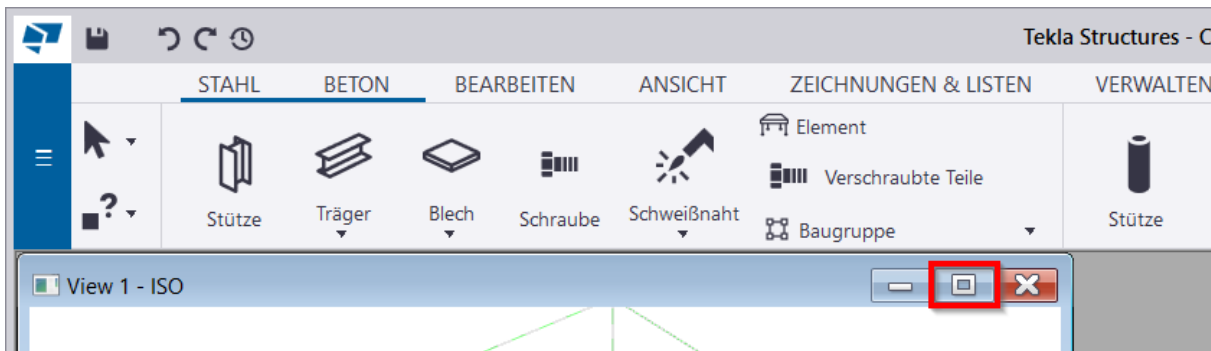 Tekla Structures - C
STAHL BETON BEARBEITEN ANSICHT ZEICHNUNGEN & LISTEN VERWALTEN
Element
Verschraubte Teile
Stütze Träger Blech Schraube Schweißnaht Baugruppe Stütze
View 1 - ISO